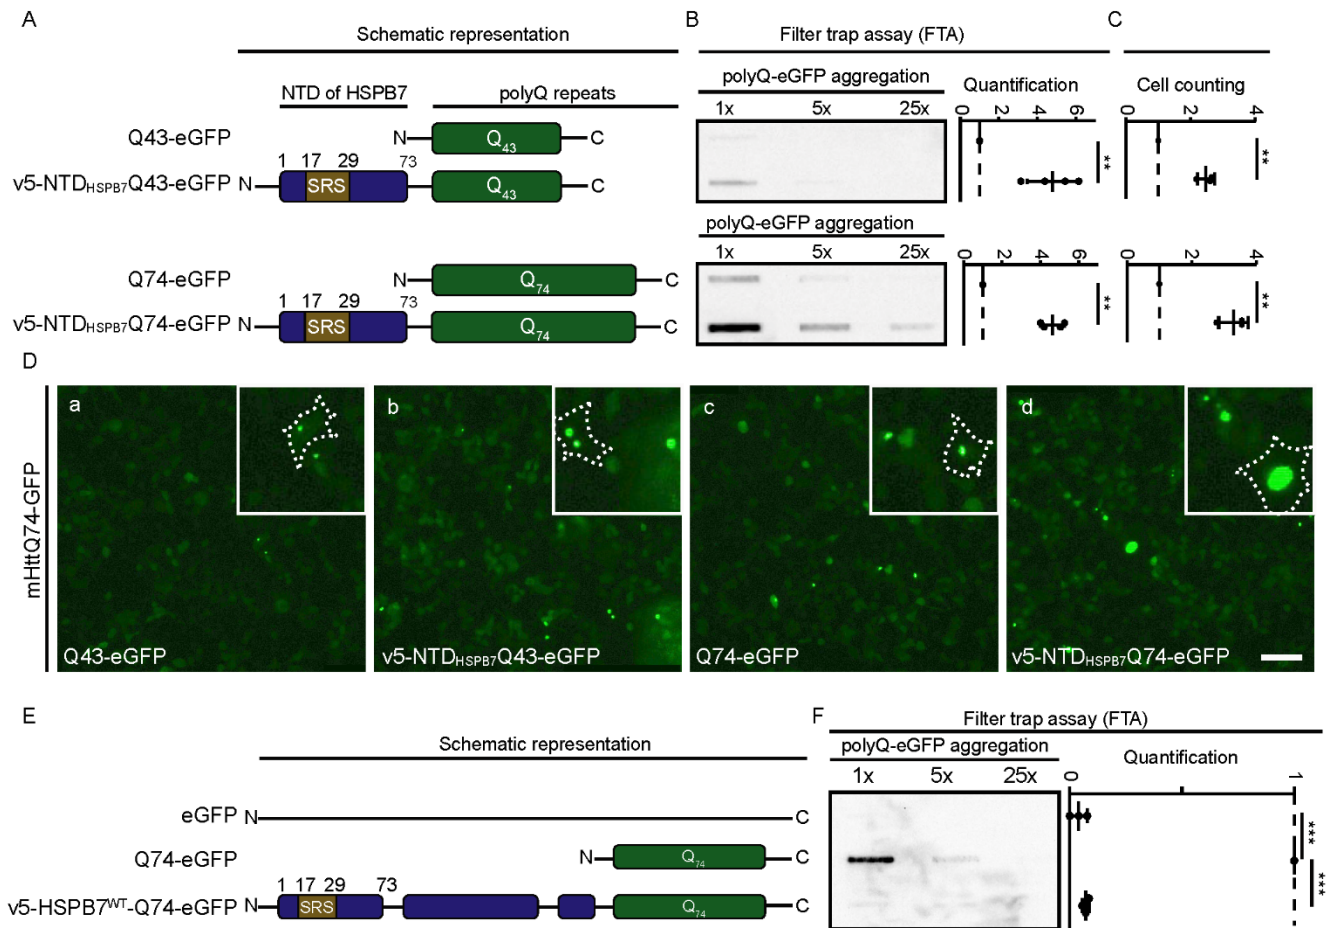 A
B
C
Schematic representation
Filter trap assay (FTA)
polyQ-eGFP aggregation
Quantification
Cell counting
NTD of HSPB7
polyQ repeats
1x 5x 25x
0 2 4 6
0 2 4
Q43-eGFP
N Q43 C
**
**
1 17 29 73
v5-NTDHSPB7Q43-eGFP
N SRS Q43 C
polyQ-eGFP aggregation
1x 5x 25x
0 2 4 6
0 2 4
Q74-eGFP
N Q74 C
**
**
1 17 29 73
v5-NTDHSPB7Q74-eGFP
N SRS Q74 C
D
mHttQ74-GFP
a
b
c
d
Q43-eGFP
v5-NTDHSPB7Q43-eGFP
Q74-eGFP
v5-NTDHSPB7Q74-eGFP
E
F
Schematic representation
Filter trap assay (FTA)
polyQ-eGFP aggregation
Quantification
1x 5x 25x
0 1
eGFP N C
Q74-eGFP N Q74 C
***
***
1 17 29 73
v5-HSPB7WT-Q74-eGFP N SRS Q74 C